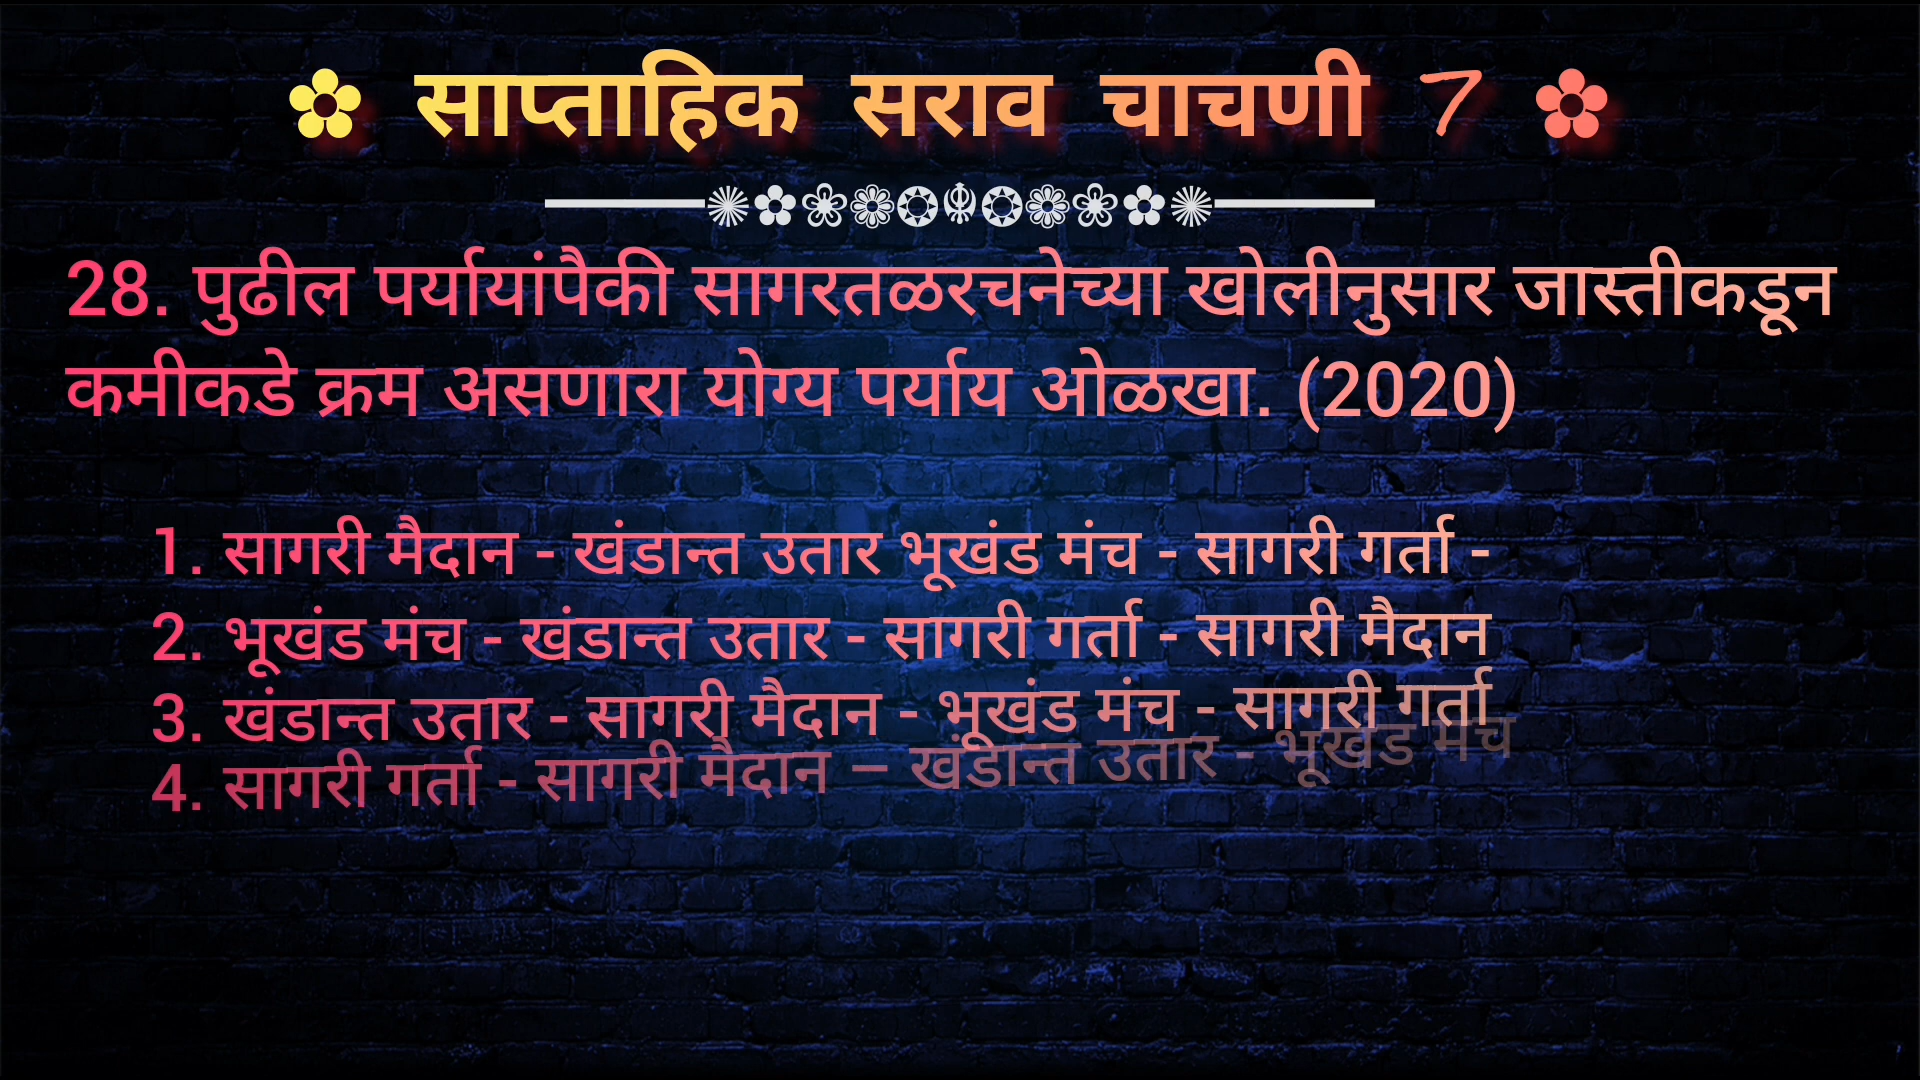 ✿ साप्ताहिक सराव चाचणी 7 ✿
28. पुढील पर्यायांपैकी सागरतळरचनेच्या खोलीनुसार जास्तीकडून
कमीकडे क्रम असणारा योग्य पर्याय ओळखा. (2020)
1. सागरी मैदान - खंडान्त उतार भूखंड मंच - सागरी गर्ता -
2. भूखंड मंच - खंडान्त उतार - सागरी गर्ता - सागरी मैदान
3. खंडान्त उतार - सागरी मैदान - भूखंड मंच - सागरी गर्ता
4. सागरी गर्ता - सागरी मैदान – खंडान्त उतार - भूखंड मंच